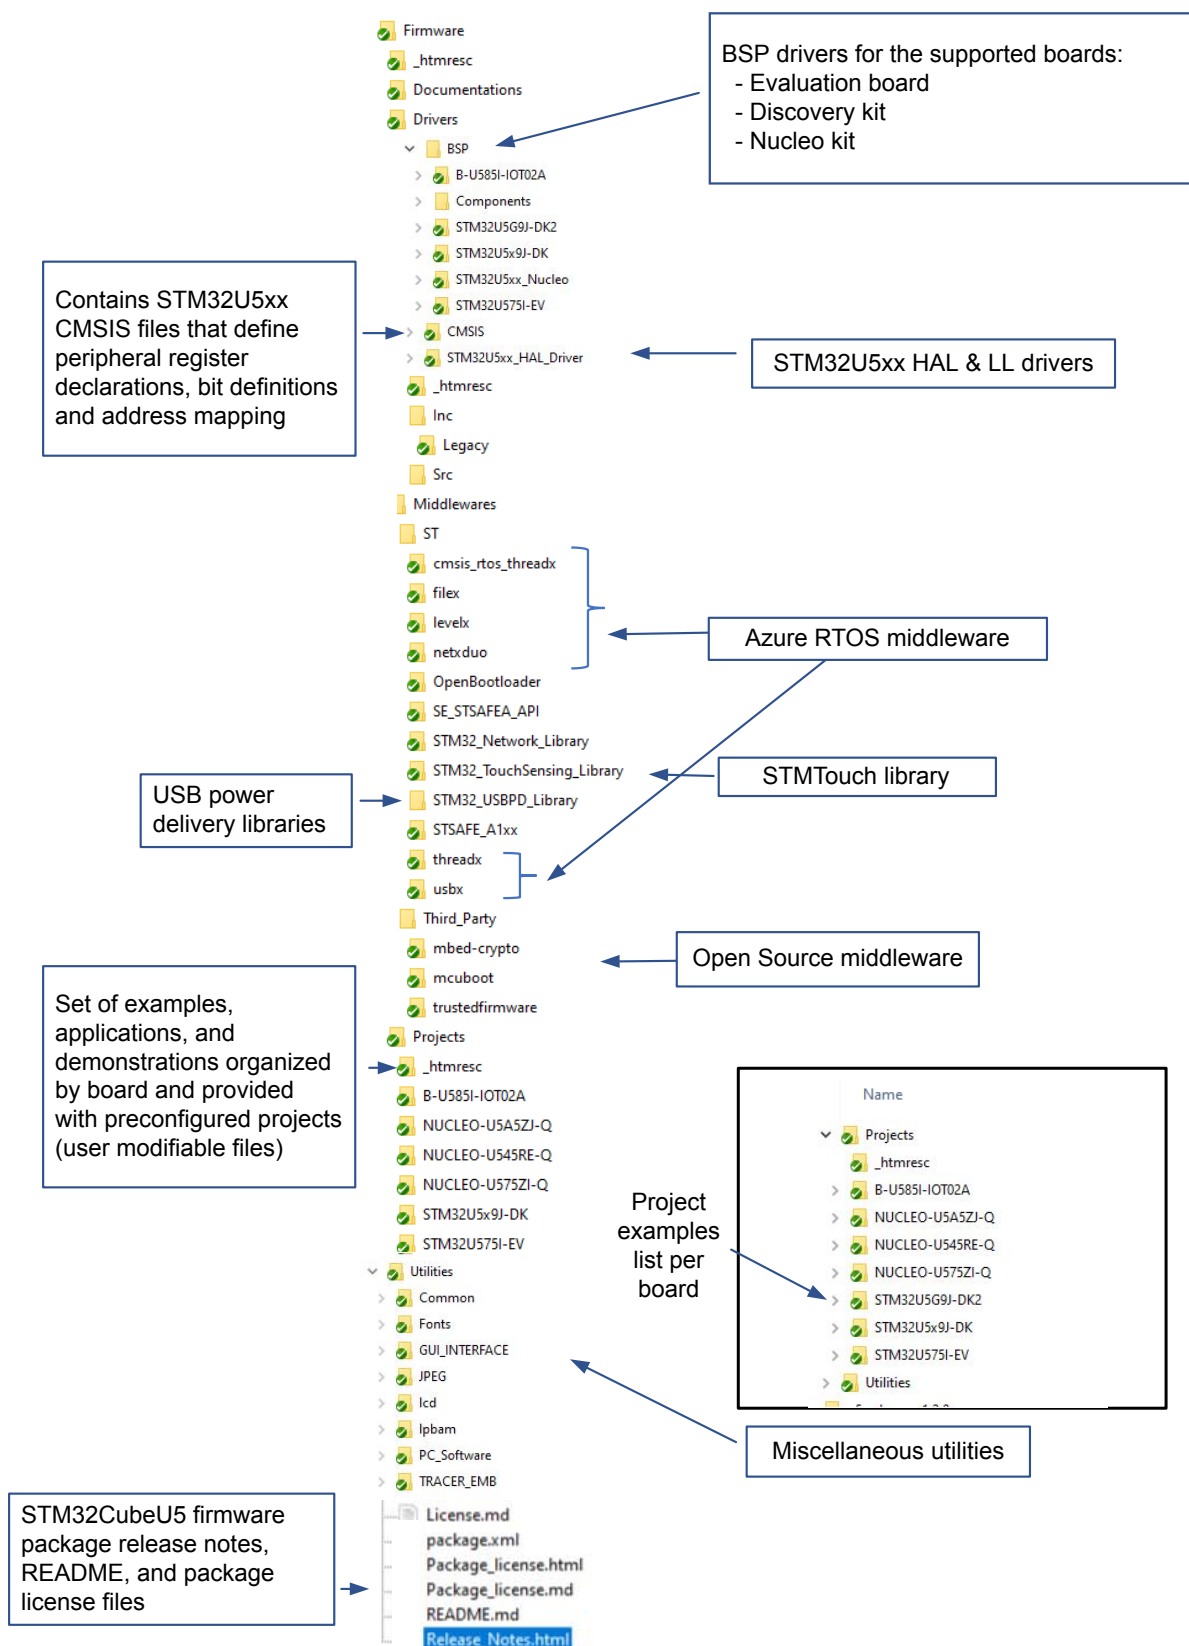 Firmware
_htmresc
Documentations
Drivers
BSP
B-U585I-IOT02A
Components
STM32U5G9J-DK2
STM32U5x9J-DK
STM32U5xx_Nucleo
STM32U575I-EV
CMSIS
STM32U5xx_HAL_Driver
_htmresc
Inc
Legacy
Src
Middlewares
ST
cmsis_rtos_threadx
filex
levelx
netxduo
OpenBootloader
SE_STSAFEA_API
STM32_Network_Library
STM32_TouchSensing_Library
STM32_USBPD_Library
STSAFE_A1xx
threadx
usbx
Third_Party
mbed-crypto
mcuboot
trustedfirmware
Projects
_htmresc
B-U585I-IOT02A
NUCLEO-U5A5ZJ-Q
NUCLEO-U545RE-Q
NUCLEO-U575ZI-Q
STM32U5x9J-DK
STM32U575I-EV
Utilities
Common
Fonts
GUI_INTERFACE
JPEG
lcd
lpbam
PC_Software
TRACER_EMB
License.md
package.xml
Package_license.html
Package_license.md
README.md
Release_Notes.html
BSP drivers for the supported boards:
- Evaluation board
- Discovery kit
- Nucleo kit
Contains STM32U5xx
CMSIS files that define
peripheral register
declarations, bit definitions
and address mapping
STM32U5xx HAL & LL drivers
Azure RTOS middleware
STMTouch library
USB power
delivery libraries
Open Source middleware
Set of examples,
applications, and
demonstrations organized
by board and provided
with preconfigured projects
(user modifiable files)
Project
examples
list per
board
Name
Projects
_htmresc
B-U585I-IOT02A
NUCLEO-U5A5ZJ-Q
NUCLEO-U545RE-Q
NUCLEO-U575ZI-Q
STM32U5G9J-DK2
STM32U5x9J-DK
STM32U575I-EV
Utilities
Miscellaneous utilities
STM32CubeU5 firmware
package release notes,
README, and package
license files